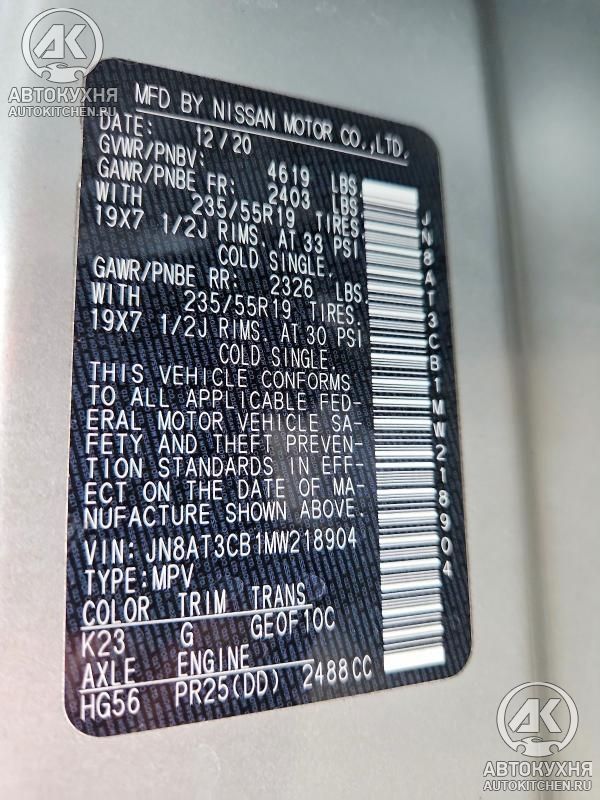 АК
АВТОКУХНЯ
AUTOKITCHEN.RU
MFD BY NISSAN MOTOR CO.,LTD.
DATE: 12/20
GVWR/PNBV: 4619 LBS
GAWR/PNBE FR: 2403 LBS
WITH 235/55R19 TIRES
19X7 1/2J RIMS, AT 33 PSI
COLD SINGLE,
GAWR/PNBE RR: 2326 LBS
WITH 235/55R19 TIRES,
19X7 1/2J RIMS, AT 30 PSI
COLD SINGLE,
THIS VEHICLE CONFORMS
TO ALL APPLICABLE FED-
ERAL MOTOR VEHICLE SA-
FETY AND THEFT PREVEN-
TION STANDARDS IN EFF-
ECT ON THE DATE OF MA-
NUFACTURE SHOWN ABOVE.
VIN: JN8AT3CB1MW218904
TYPE:MPV
COLOR TRIM TRANS
K23 G GEOF10C
AXLE ENGINE
HG56 PR25(DD) 2488CC
JN8AT3CB1MW218904
АК
АВТОКУХНЯ
AUTOKITCHEN.RU